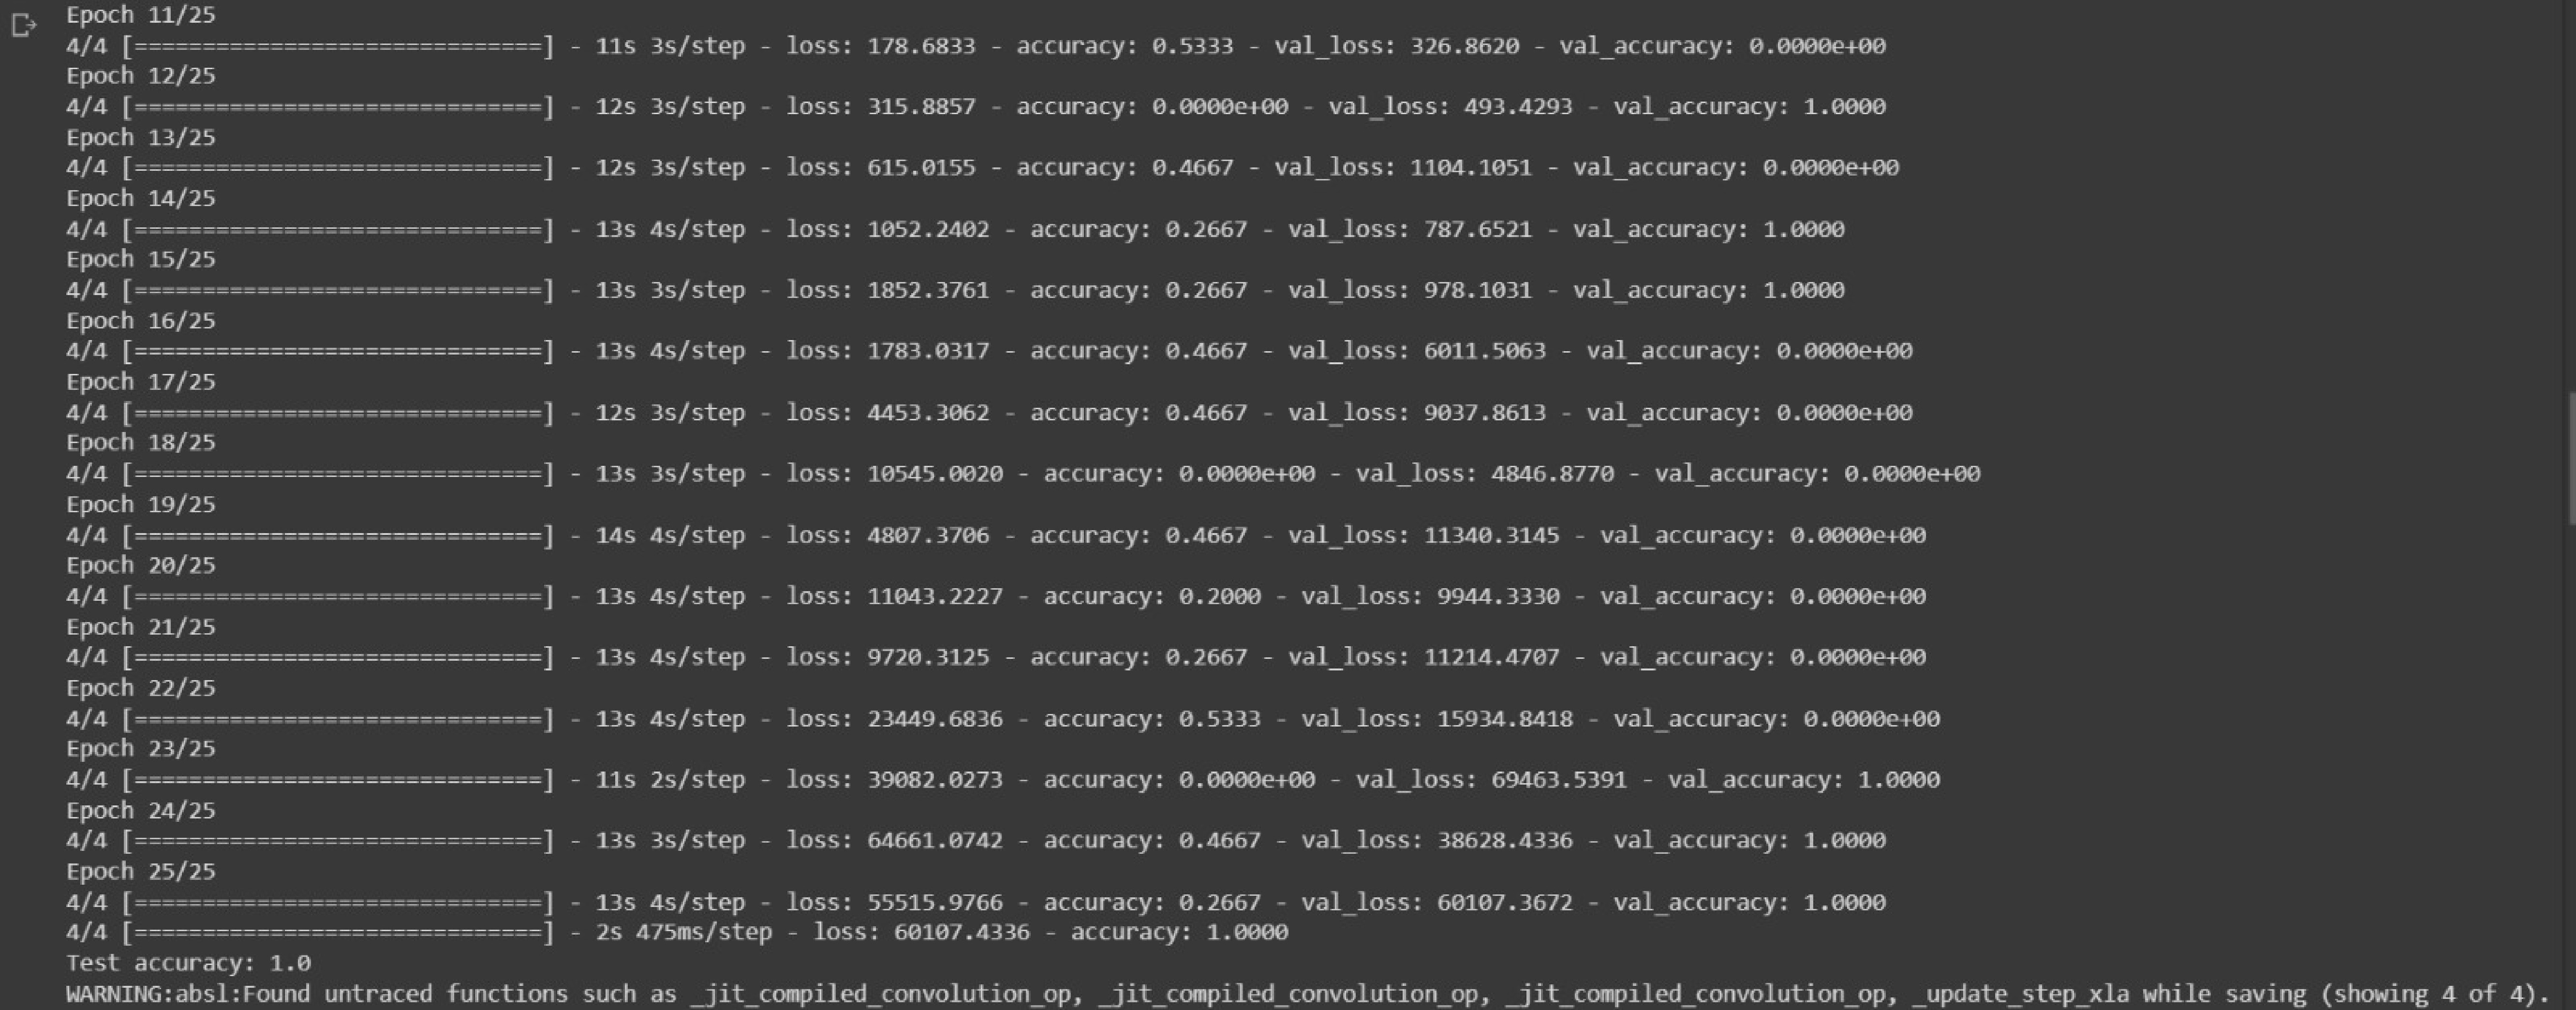 Epoch 11/25
4/4 [==============================] - 11s 3s/step - loss: 178.6833 - accuracy: 0.5333 - val_loss: 326.8620 - val_accuracy: 0.0000e+00
Epoch 12/25
4/4 [==============================] - 12s 3s/step - loss: 315.8857 - accuracy: 0.0000e+00 - val_loss: 493.4293 - val_accuracy: 1.0000
Epoch 13/25
4/4 [==============================] - 12s 3s/step - loss: 615.0155 - accuracy: 0.4667 - val_loss: 1104.1051 - val_accuracy: 0.0000e+00
Epoch 14/25
4/4 [==============================] - 13s 4s/step - loss: 1052.2402 - accuracy: 0.2667 - val_loss: 787.6521 - val_accuracy: 1.0000
Epoch 15/25
4/4 [==============================] - 13s 3s/step - loss: 1852.3761 - accuracy: 0.2667 - val_loss: 978.1031 - val_accuracy: 1.0000
Epoch 16/25
4/4 [==============================] - 13s 4s/step - loss: 1783.0317 - accuracy: 0.4667 - val_loss: 6011.5063 - val_accuracy: 0.0000e+00
Epoch 17/25
4/4 [==============================] - 12s 3s/step - loss: 4453.3062 - accuracy: 0.4667 - val_loss: 9037.8613 - val_accuracy: 0.0000e+00
Epoch 18/25
4/4 [==============================] - 13s 3s/step - loss: 10545.0020 - accuracy: 0.0000e+00 - val_loss: 4846.8770 - val_accuracy: 0.0000e+00
Epoch 19/25
4/4 [==============================] - 14s 4s/step - loss: 4807.3706 - accuracy: 0.4667 - val_loss: 11340.3145 - val_accuracy: 0.0000e+00
Epoch 20/25
4/4 [==============================] - 13s 4s/step - loss: 11043.2227 - accuracy: 0.2000 - val_loss: 9944.3330 - val_accuracy: 0.0000e+00
Epoch 21/25
4/4 [==============================] - 13s 4s/step - loss: 9720.3125 - accuracy: 0.2667 - val_loss: 11214.4707 - val_accuracy: 0.0000e+00
Epoch 22/25
4/4 [==============================] - 13s 4s/step - loss: 23449.6836 - accuracy: 0.5333 - val_loss: 15934.8418 - val_accuracy: 0.0000e+00
Epoch 23/25
4/4 [==============================] - 11s 2s/step - loss: 39082.0273 - accuracy: 0.0000e+00 - val_loss: 69463.5391 - val_accuracy: 1.0000
Epoch 24/25
4/4 [==============================] - 13s 3s/step - loss: 64661.0742 - accuracy: 0.4667 - val_loss: 38628.4336 - val_accuracy: 1.0000
Epoch 25/25
4/4 [==============================] - 13s 4s/step - loss: 55515.9766 - accuracy: 0.2667 - val_loss: 60107.3672 - val_accuracy: 1.0000
4/4 [==============================] - 2s 475ms/step - loss: 60107.4336 - accuracy: 1.0000
Test accuracy: 1.0
WARNING:absl:Found untraced functions such as _jit_compiled_convolution_op, _jit_compiled_convolution_op, _jit_compiled_convolution_op, _update_step_xla while saving (showing 4 of 4).